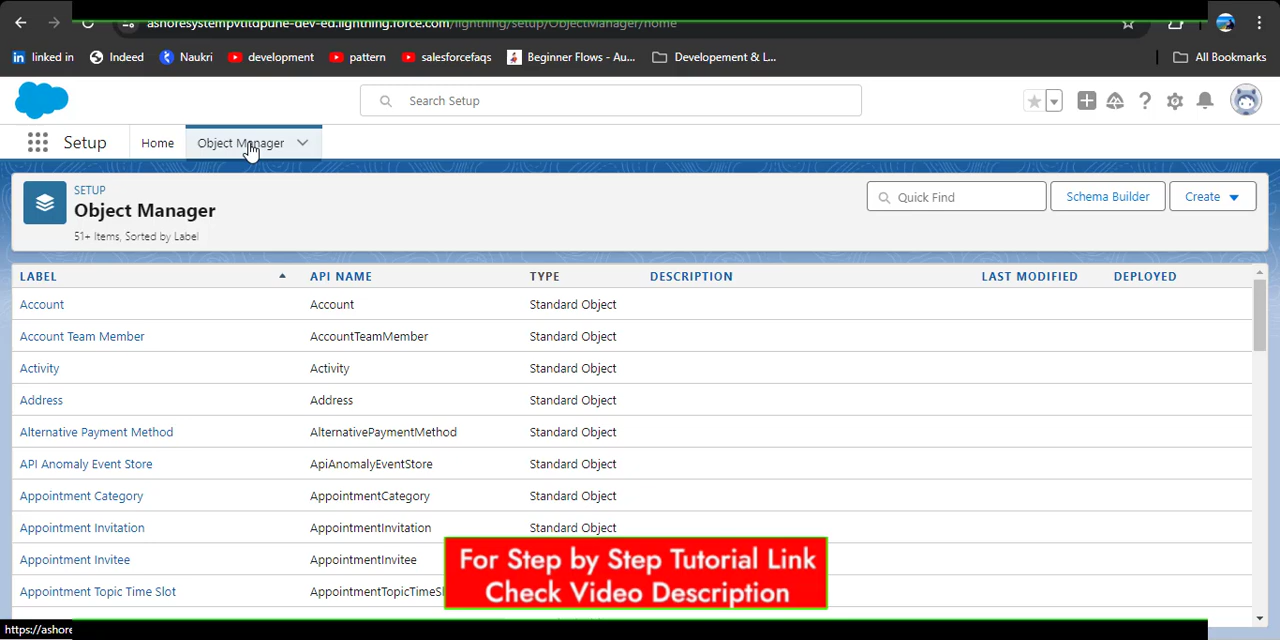 ashoresystempvtltdpune-dev-ed.lightning.force.com/lightning/setup/ObjectManager/home
linked in Indeed Naukri development pattern salesforcefaqs Beginner Flows - Au... Developement & L... All Bookmarks
Search Setup
Setup Home Object Manager
SETUP
Object Manager
51+ Items, Sorted by Label
Quick Find Schema Builder Create
LABEL API NAME TYPE DESCRIPTION LAST MODIFIED DEPLOYED
Account Account Standard Object
Account Team Member AccountTeamMember Standard Object
Activity Activity Standard Object
Address Address Standard Object
Alternative Payment Method AlternativePaymentMethod Standard Object
API Anomaly Event Store ApiAnomalyEventStore Standard Object
Appointment Category AppointmentCategory Standard Object
Appointment Invitation AppointmentInvitation Standard Object
Appointment Invitee AppointmentInvitee
Appointment Topic Time Slot AppointmentTopicTimeSl
For Step by Step Tutorial Link
Check Video Description
https://ashore